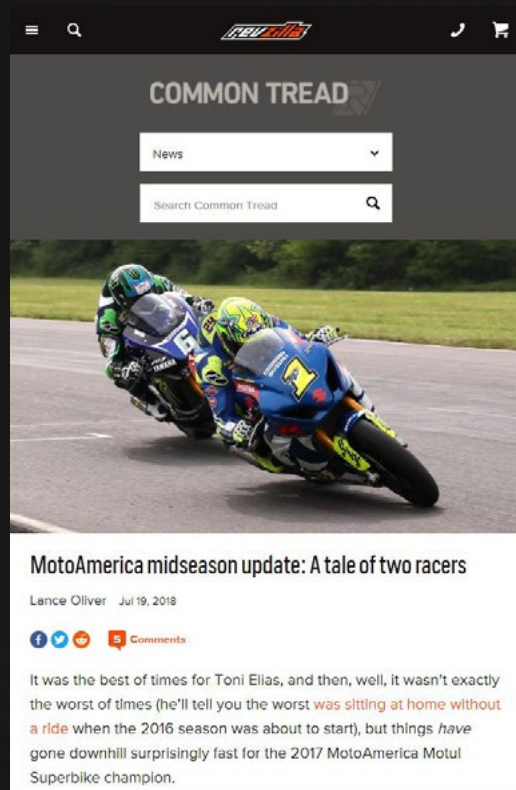 revzilla
COMMON TREAD
News
Search Common Tread
6
YAMAHA
1
MotoAmerica midseason update: A tale of two racers
Lance Oliver Jul 19, 2018
5 Comments
It was the best of times for Toni Elias, and then, well, it wasn't exactly
the worst of times (he'll tell you the worst was sitting at home without
a ride when the 2016 season was about to start), but things have
gone downhill surprisingly fast for the 2017 MotoAmerica Motul
Superbike champion.